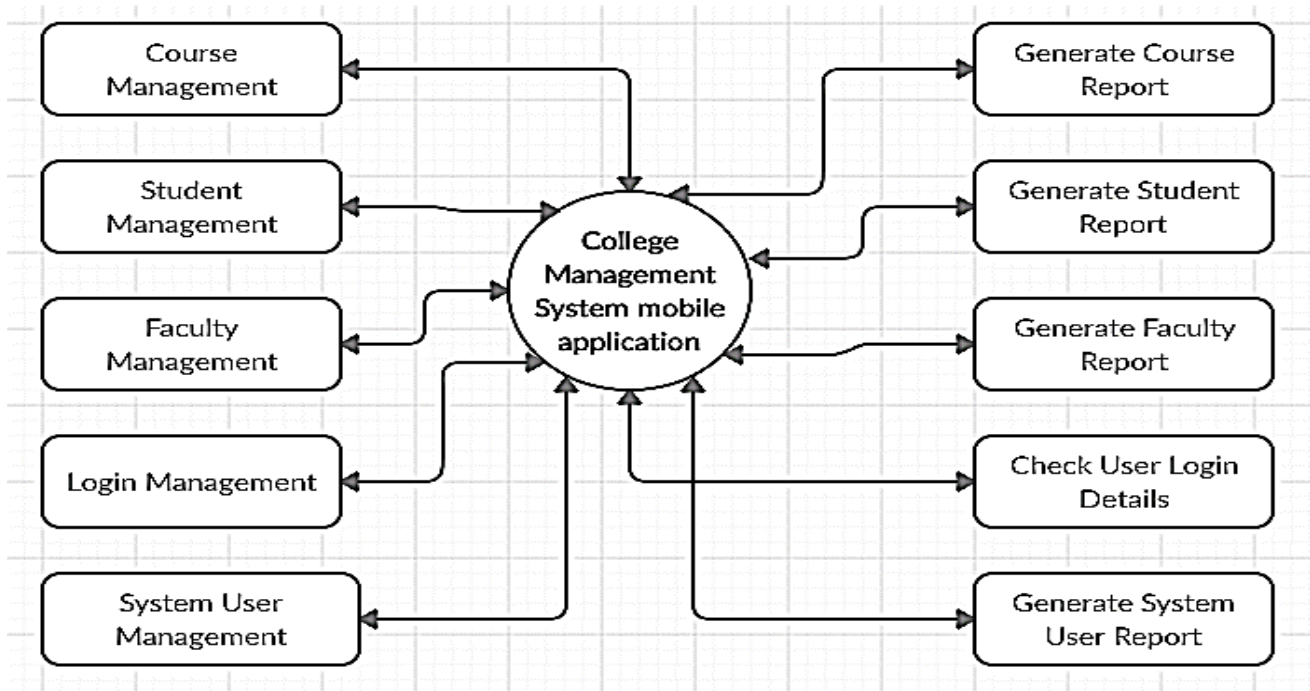 Course
Management
Student
Management
Faculty
Management
Login Management
System User
Management
College
Management
System mobile
application
Generate Course
Report
Generate Student
Report
Generate Faculty
Report
Check User Login
Details
Generate System
User Report